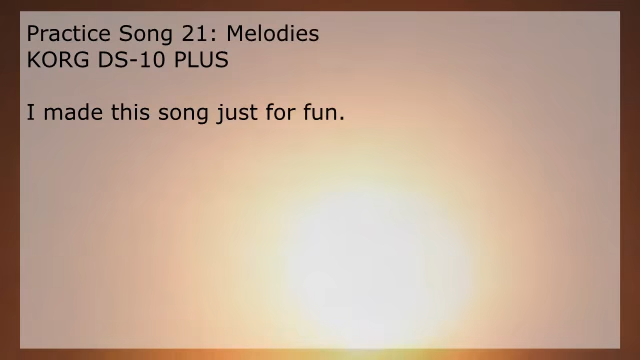 Practice Song 21: Melodies
KORG DS-10 PLUS
I made this song just for fun.